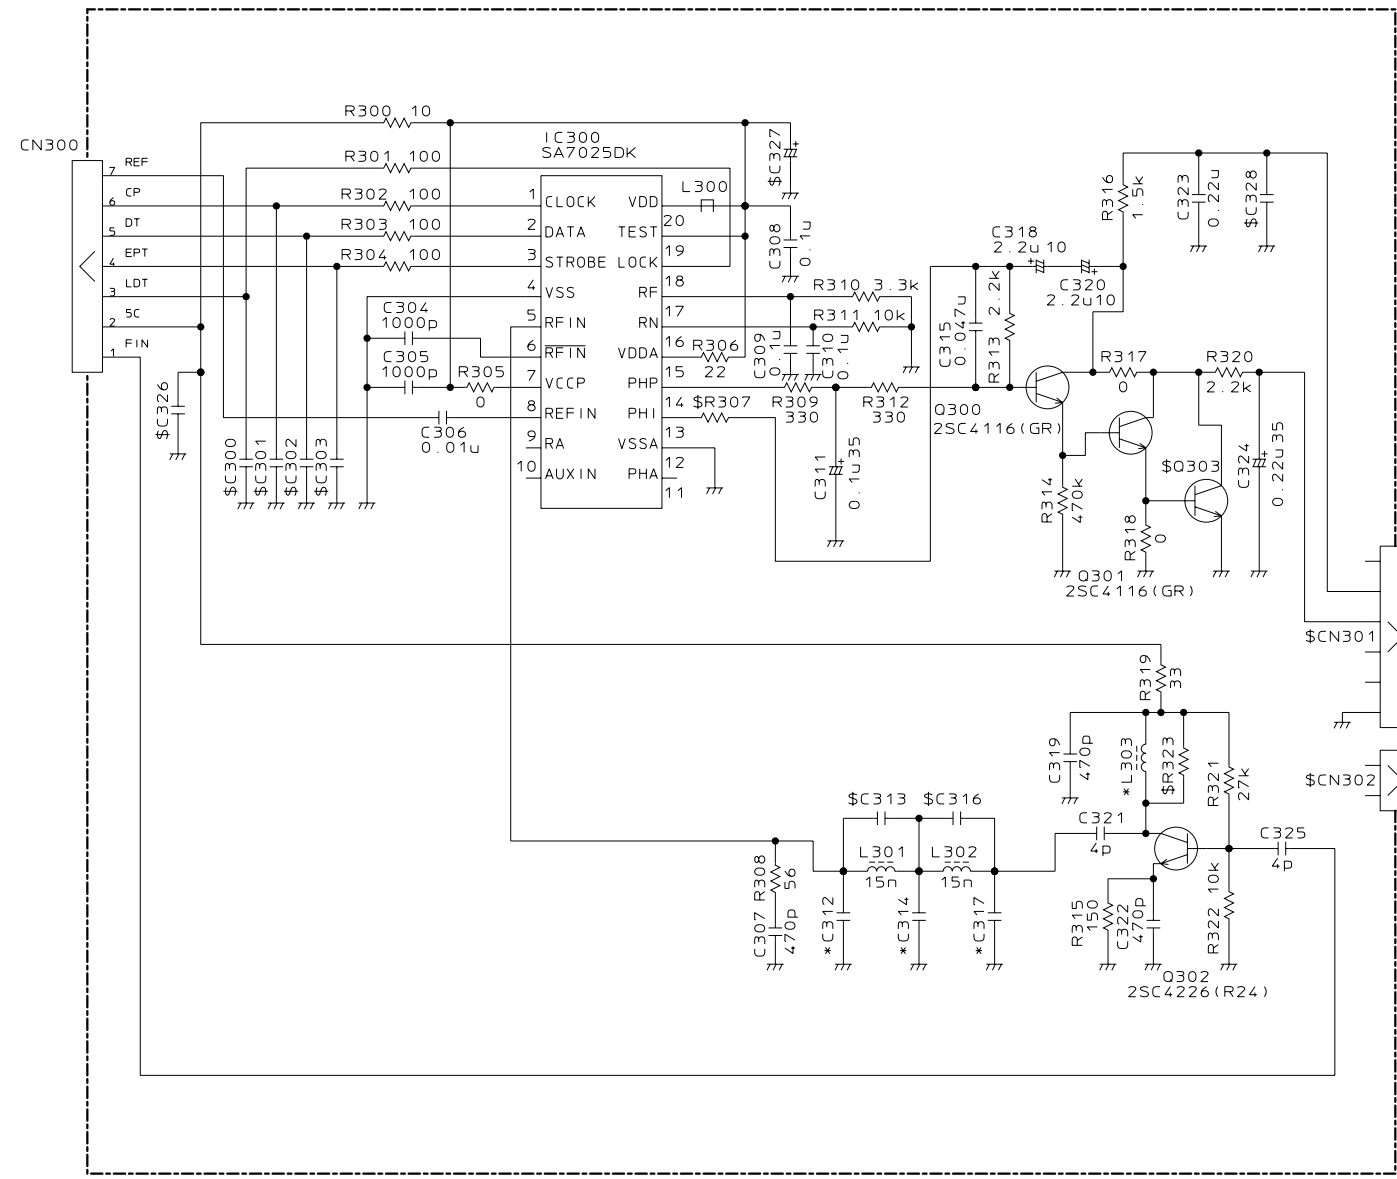 CN300
7 REF
6 CP
5 DT
4 EPT
3 LDT
2 5C
1 FIN
R300 10
R301 100
R302 100
R303 100
R304 100
IC300
SA7025DK
1 CLOCK
2 DATA
3 STROBE
4 VSS
5 RFIN
6 RFIN
7 VCCP
8 REFIN
9 RA
10 AUXIN
VDD 20
TEST 19
LOCK 18
RF 17
RN 16
VDDA 15
PHP 14
PHI 13
VSSA 12
PHA 11
L300
$C327
C308
0.1u
C304
1000p
C305
1000p
R305
0
C306
0.01u
$C326
$C300
$C301
$C302
$C303
R306
22
$R307
C309
0.1u
C310
0.1u
R310 3.3k
R311 10k
R309
330
R312
330
C311
0.1u35
C315
0.047u
R313
2.2k
C318
2.2u10
C320
2.2u10
R316
1.5k
C323
0.22u
$C328
Q300
2SC4116(GR)
R317
0
R320
2.2k
R314
470k
R318
0
$Q303
C324
0.22u35
Q301
2SC4116(GR)
$CN301
$CN302
R319
33
C319
470p
*L303
$R323
R321
27k
C321
4p
C325
4p
R322 10k
R315
150
C322
470p
Q302
2SC4226(R24)
$C313
$C316
L301
15n
L302
15n
R308
56
C307
470p
*C312
*C314
*C317